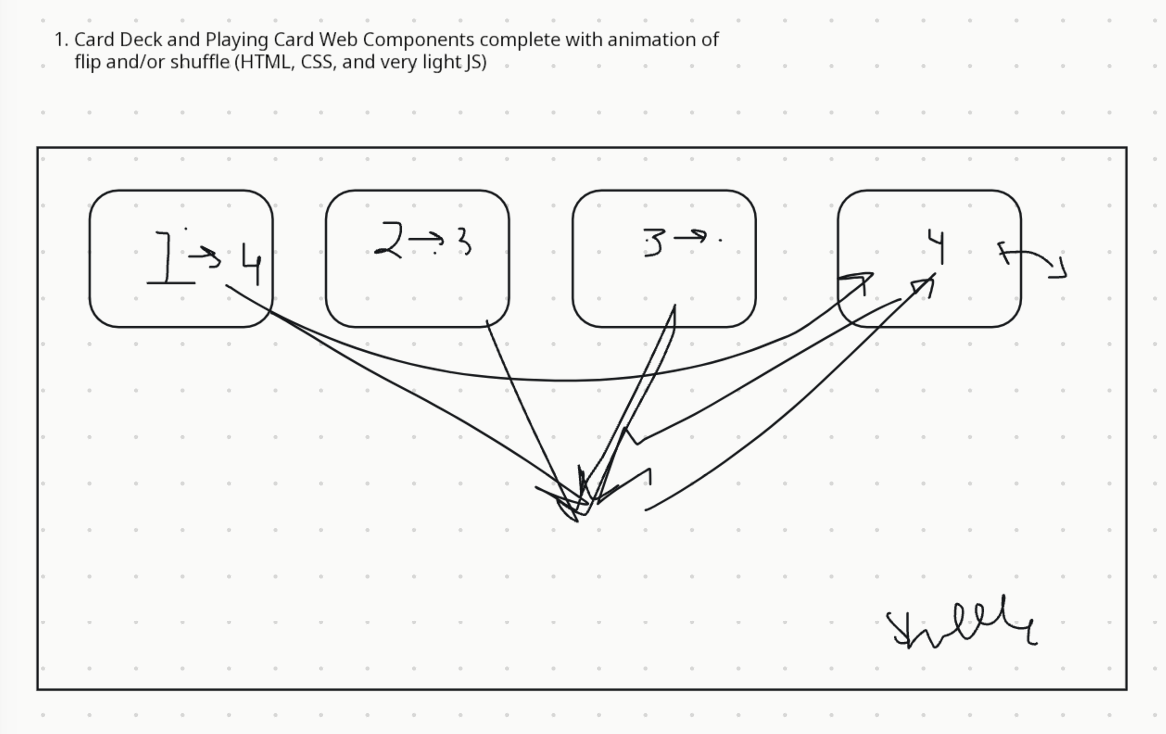 1. Card Deck and Playing Card Web Components complete with animation of
flip and/or shuffle (HTML, CSS, and very light JS)
1→4
2→3
3→
4